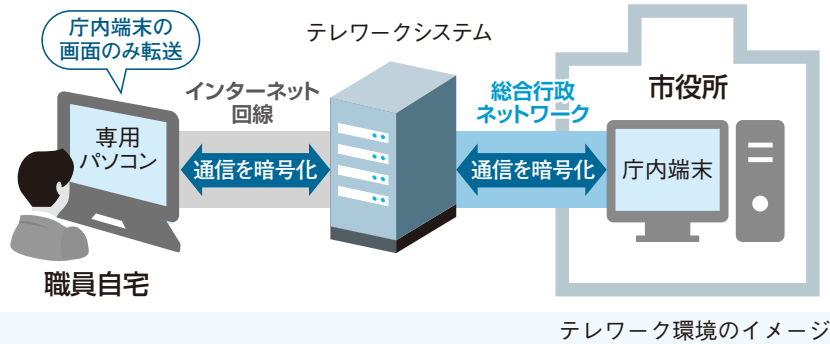 庁内端末の
画面のみ転送
テレワークシステム
インターネット
回線
総合行政
ネットワーク
市役所
専用
パソコン
通信を暗号化
通信を暗号化
庁内端末
職員自宅
テレワーク環境のイメージ